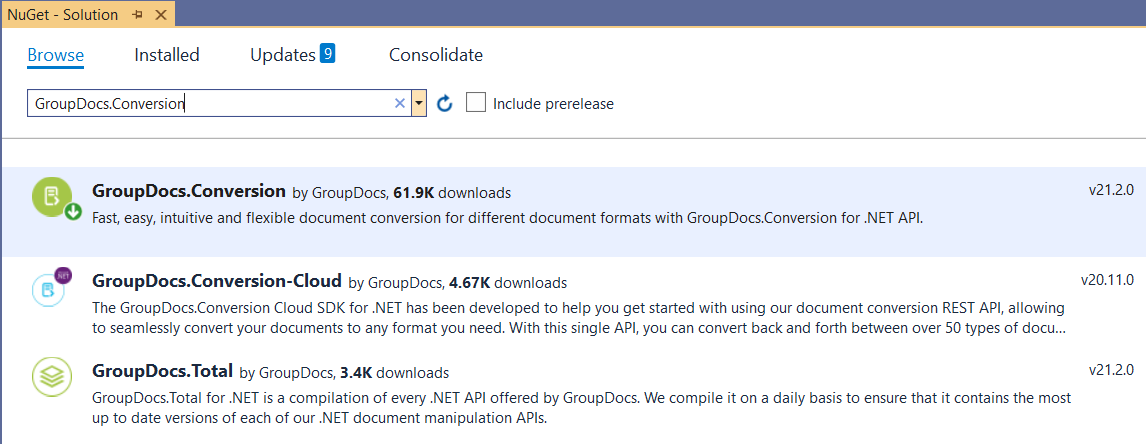 NuGet - Solution
Browse Installed Updates 9 Consolidate
GroupDocs.Conversion Include prerelease
GroupDocs.Conversion by GroupDocs, 61.9K downloads v21.2.0
Fast, easy, intuitive and flexible document conversion for different document formats with GroupDocs.Conversion for .NET API.
.NET
GroupDocs.Conversion-Cloud by GroupDocs, 4.67K downloads v20.11.0
The GroupDocs.Conversion Cloud SDK for .NET has been developed to help you get started with using our document conversion REST API, allowing
to seamlessly convert your documents to any format you need. With this single API, you can convert back and forth between over 50 types of docu...
GroupDocs.Total by GroupDocs, 3.4K downloads v21.2.0
GroupDocs.Total for .NET is a compilation of every .NET API offered by GroupDocs. We compile it on a daily basis to ensure that it contains the most
up to date versions of each of our .NET document manipulation APIs.